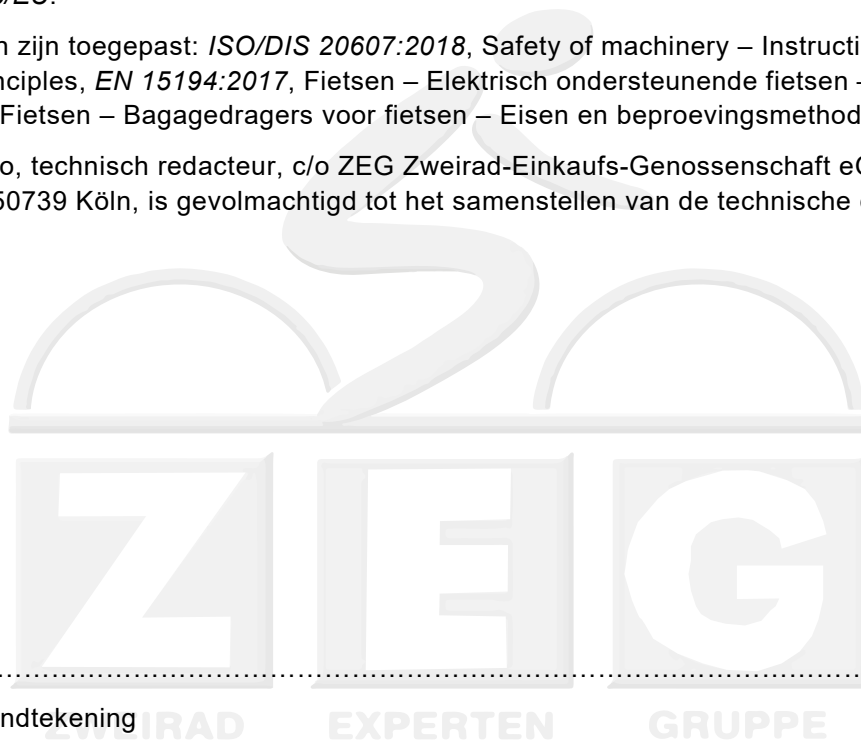 n zijn toegepast: ISO/DIS 20607:2018, Safety of machinery – Instructi
nciples, EN 15194:2017, Fietsen – Elektrisch ondersteunende fietsen –
Fietsen – Bagagedragers voor fietsen – Eisen en beproevingsmethod
o, technisch redacteur, c/o ZEG Zweirad-Einkaufs-Genossenschaft eG
50739 Köln, is gevolmachtigd tot het samenstellen van de technische
ZEG
ndtekening
ZWEIRAD EXPERTEN GRUPPE